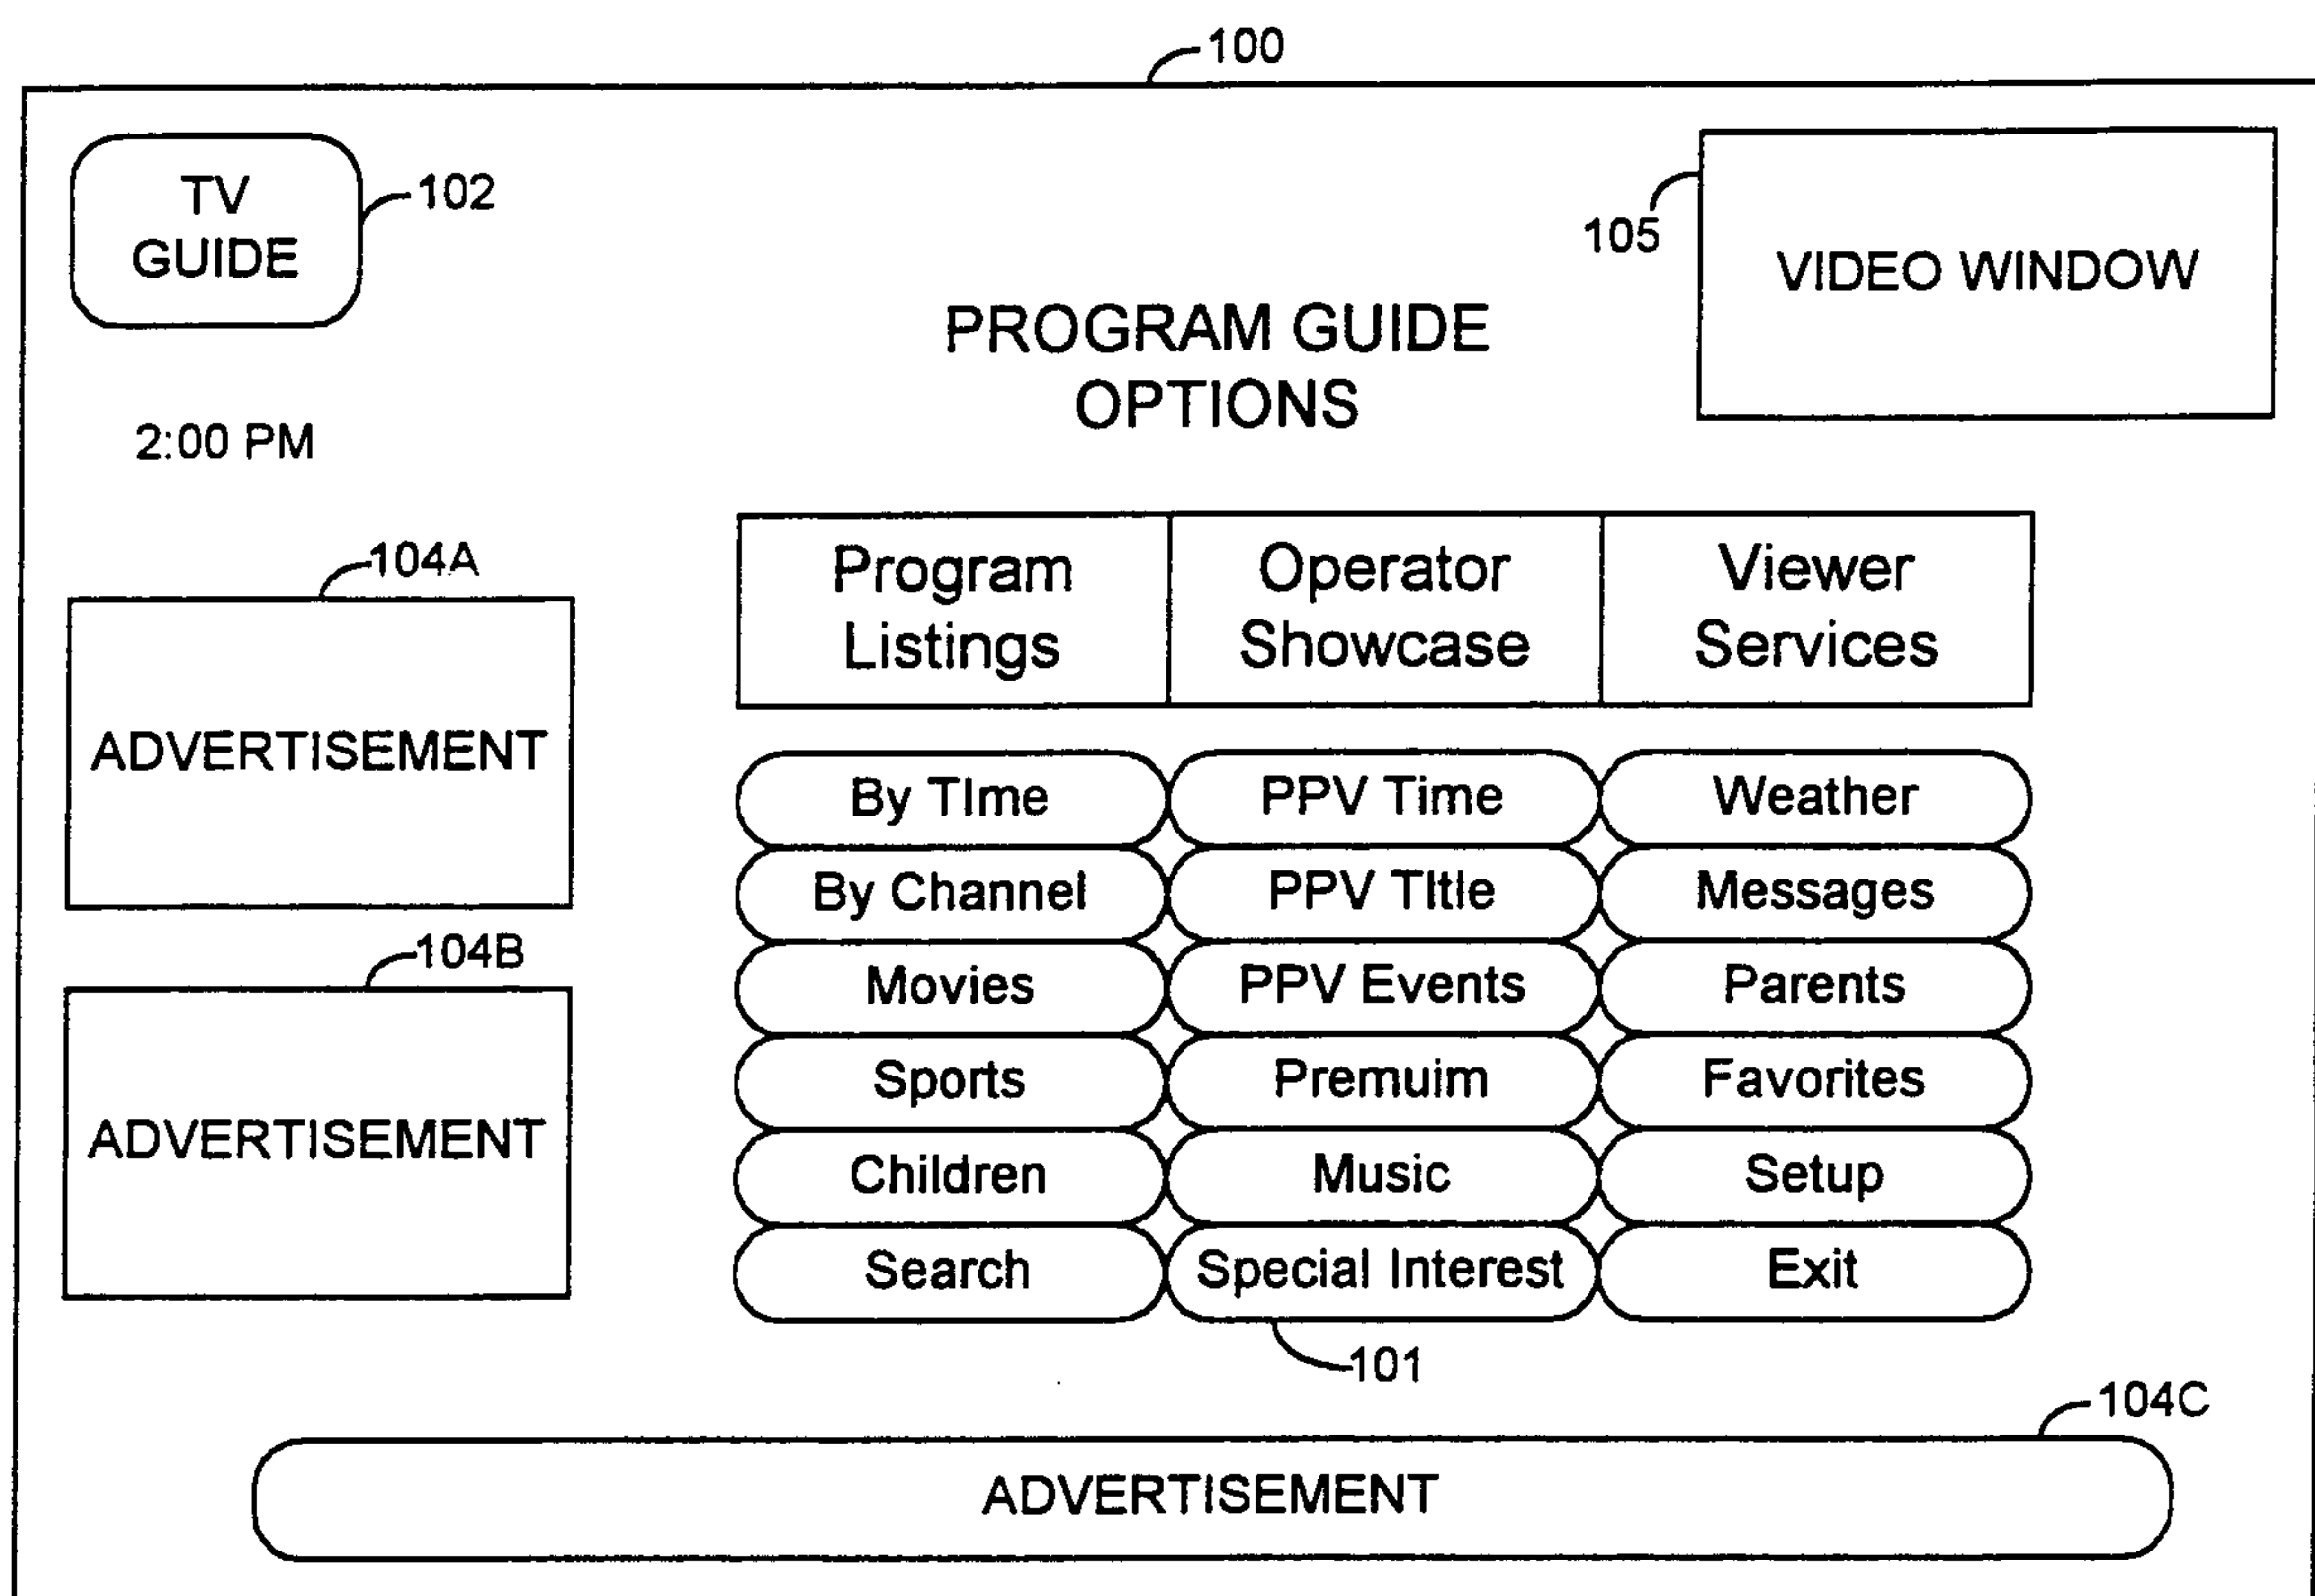 100
TV
GUIDE
102
105
VIDEO WINDOW
PROGRAM GUIDE
OPTIONS
2:00 PM
104A
ADVERTISEMENT
104B
ADVERTISEMENT
Program
Listings
Operator
Showcase
Viewer
Services
By TIme
PPV Time
Weather
By Channel
PPV TItle
Messages
Movies
PPV Events
Parents
Sports
Premuim
Favorites
Children
Music
Setup
Search
Special Interest
Exit
101
104C
ADVERTISEMENT